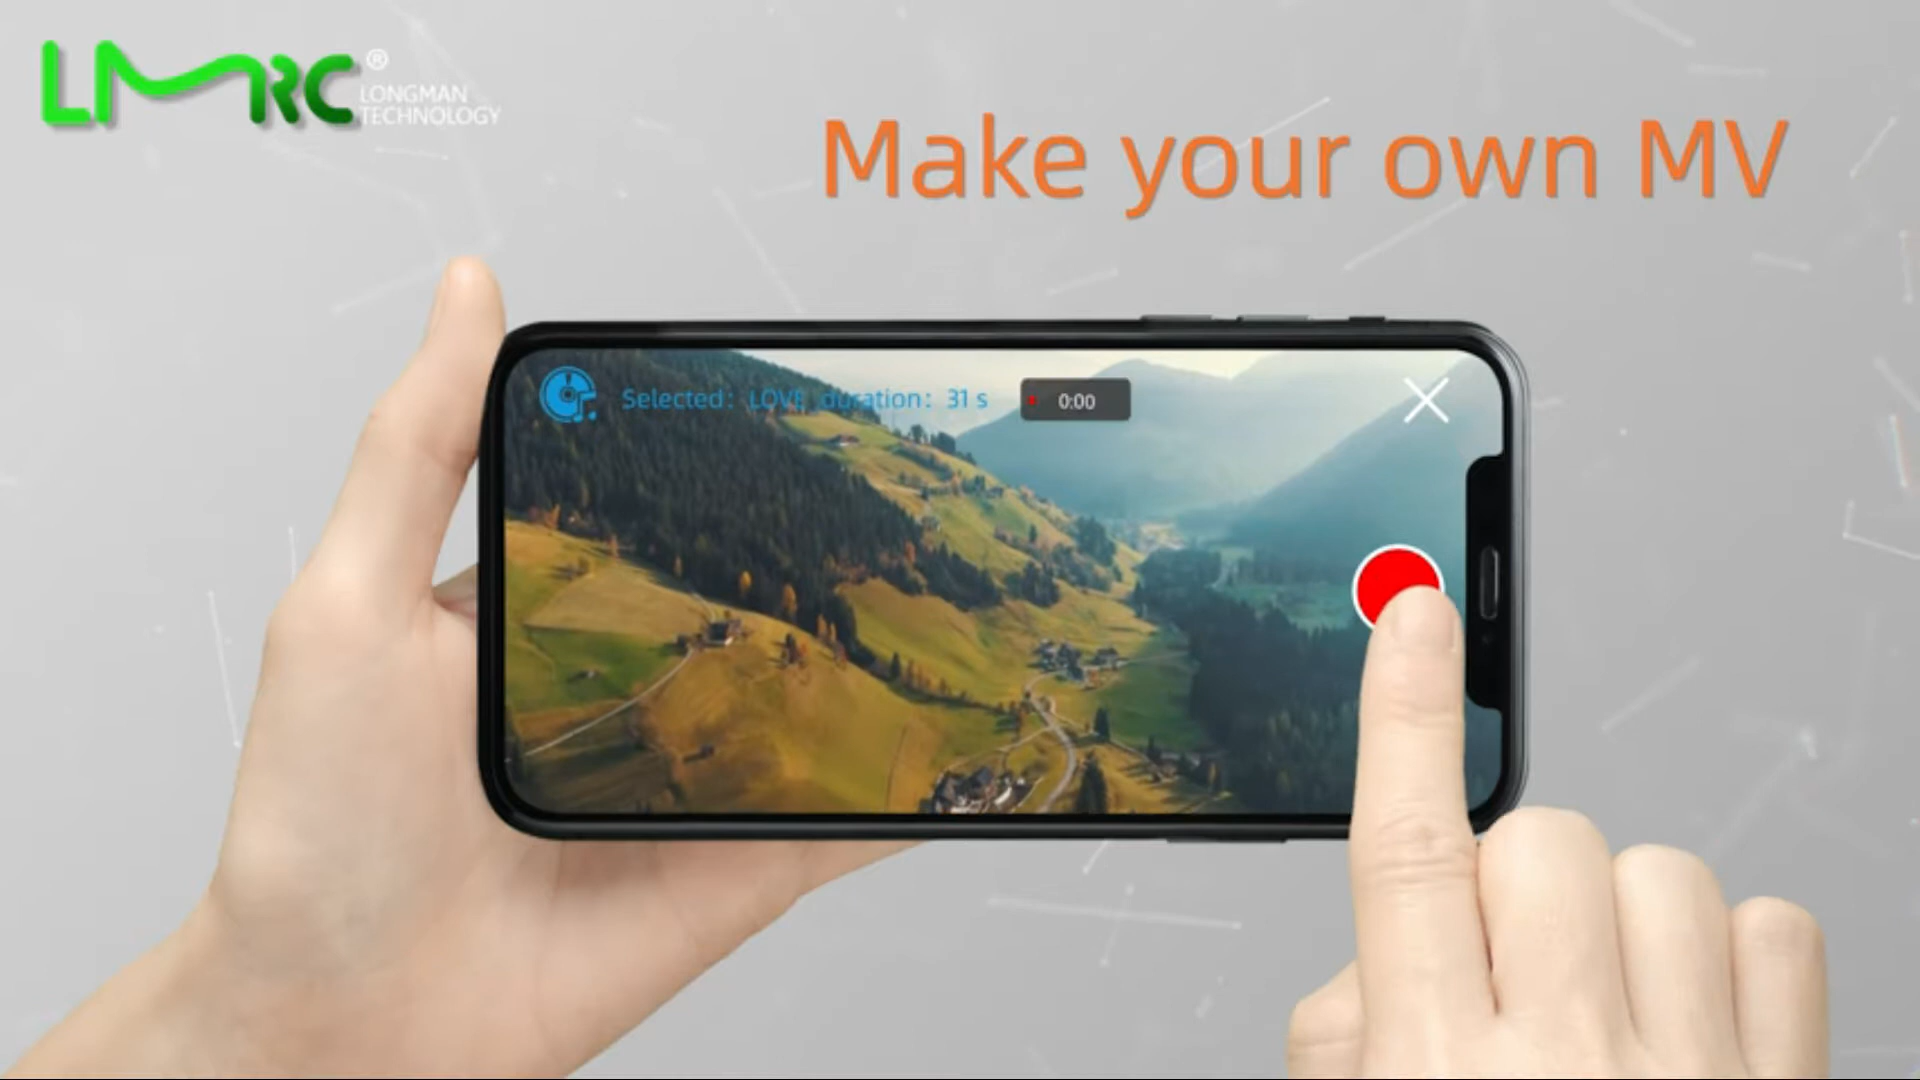 LMRC®
LONGMAN
TECHNOLOGY
Make your own MV
Selected: LOVE duration: 31 s
0:00